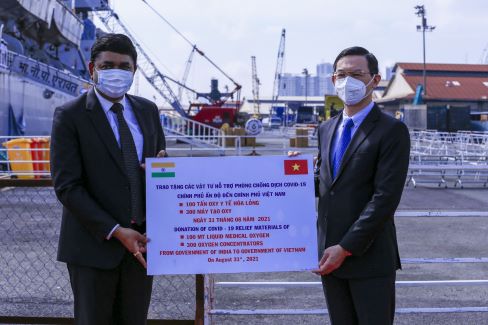 भा नौ पो ऐरावत
TRAO TẶNG CÁC VẬT TƯ HỖ TRỢ PHÒNG CHỐNG DỊCH COVID-19
CHÍNH PHỦ ẤN ĐỘ ĐẾN CHÍNH PHỦ VIỆT NAM
100 TẤN OXY Y TẾ HÓA LỎNG
300 MÁY TẠO OXY
NGÀY 31 THÁNG 08 NĂM 2021
DONATION OF COVID - 19 RELIEF MATERIALS OF
100 MT LIQUID MEDICAL OXYGEN
300 OXYGEN CONCENTRATORS
FROM GOVERNMENT OF INDIA TO GOVERNMENT OF VIETNAM
On August 31st, 2021